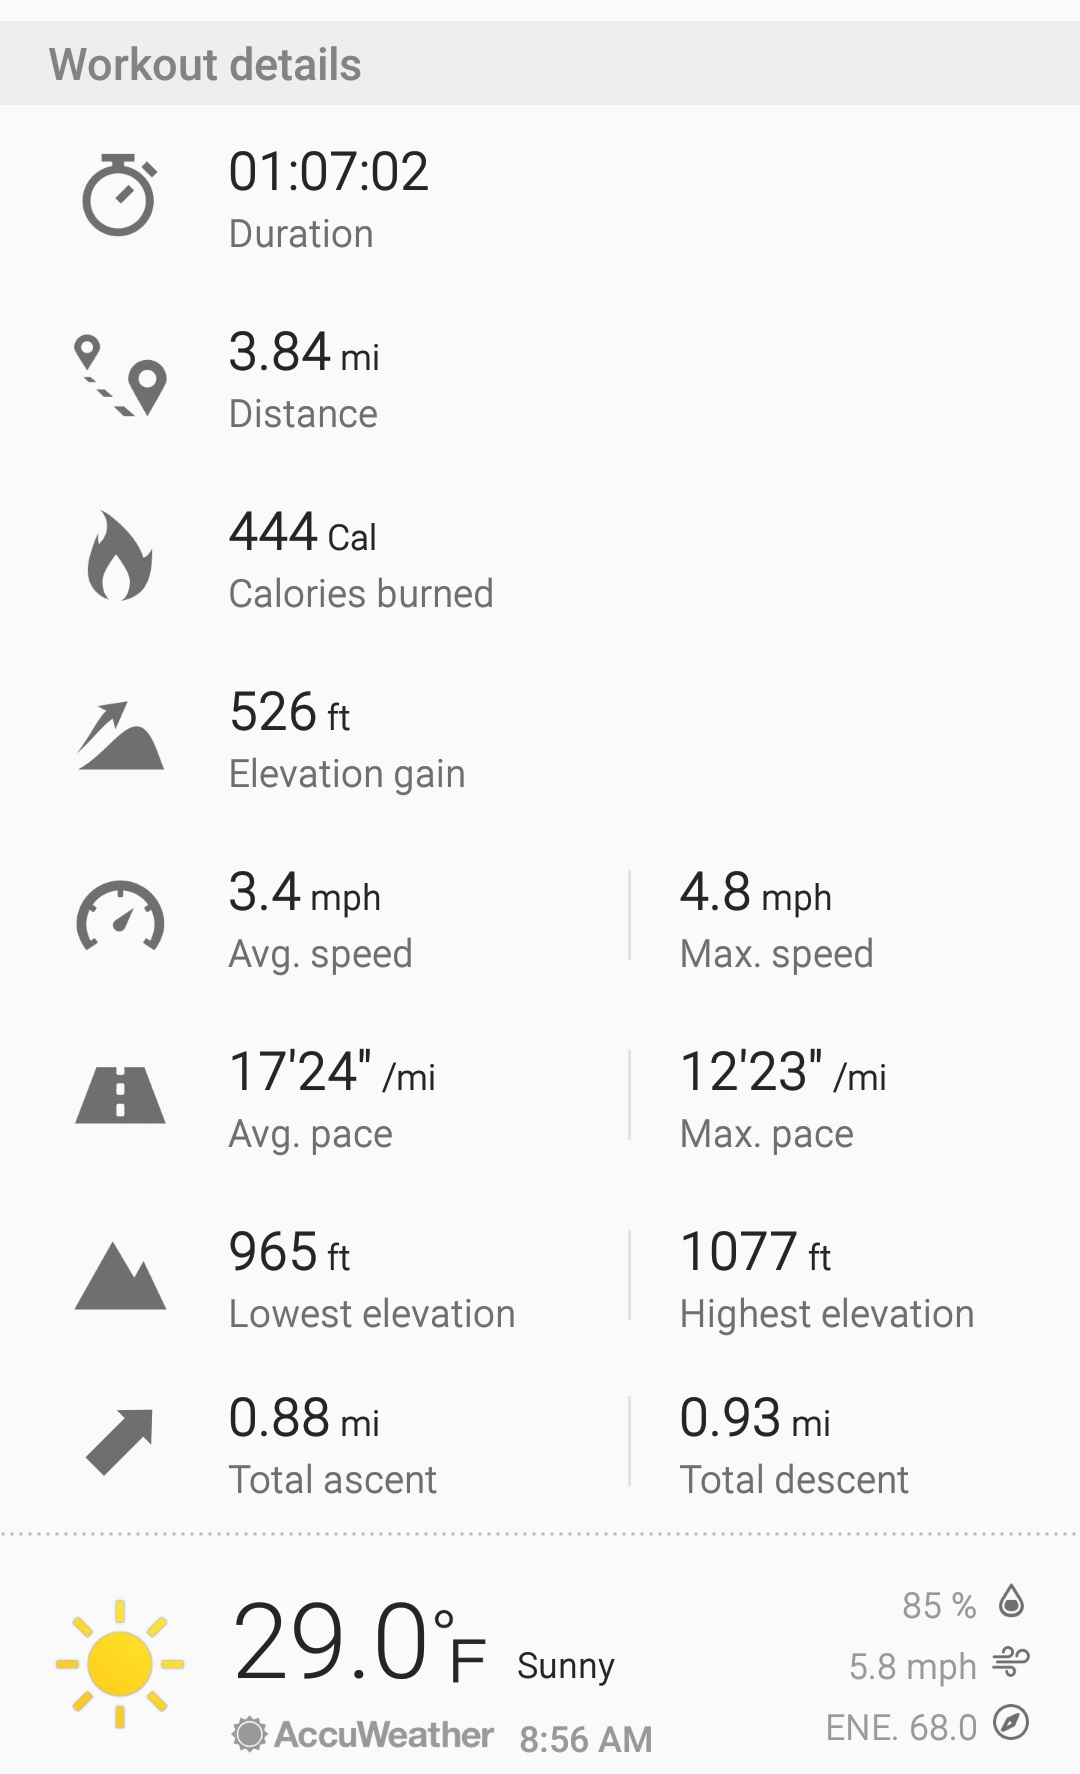 Workout details
01:07:02
Duration
3.84 mi
Distance
444 Cal
Calories burned
526 ft
Elevation gain
3.4 mph
Avg. speed
4.8 mph
Max. speed
17'24" /mi
Avg. pace
12'23" /mi
Max. pace
965 ft
Lowest elevation
1077 ft
Highest elevation
0.88 mi
Total ascent
0.93 mi
Total descent
29.0°F Sunny
AccuWeather 8:56 AM
85 %
5.8 mph
ENE. 68.0